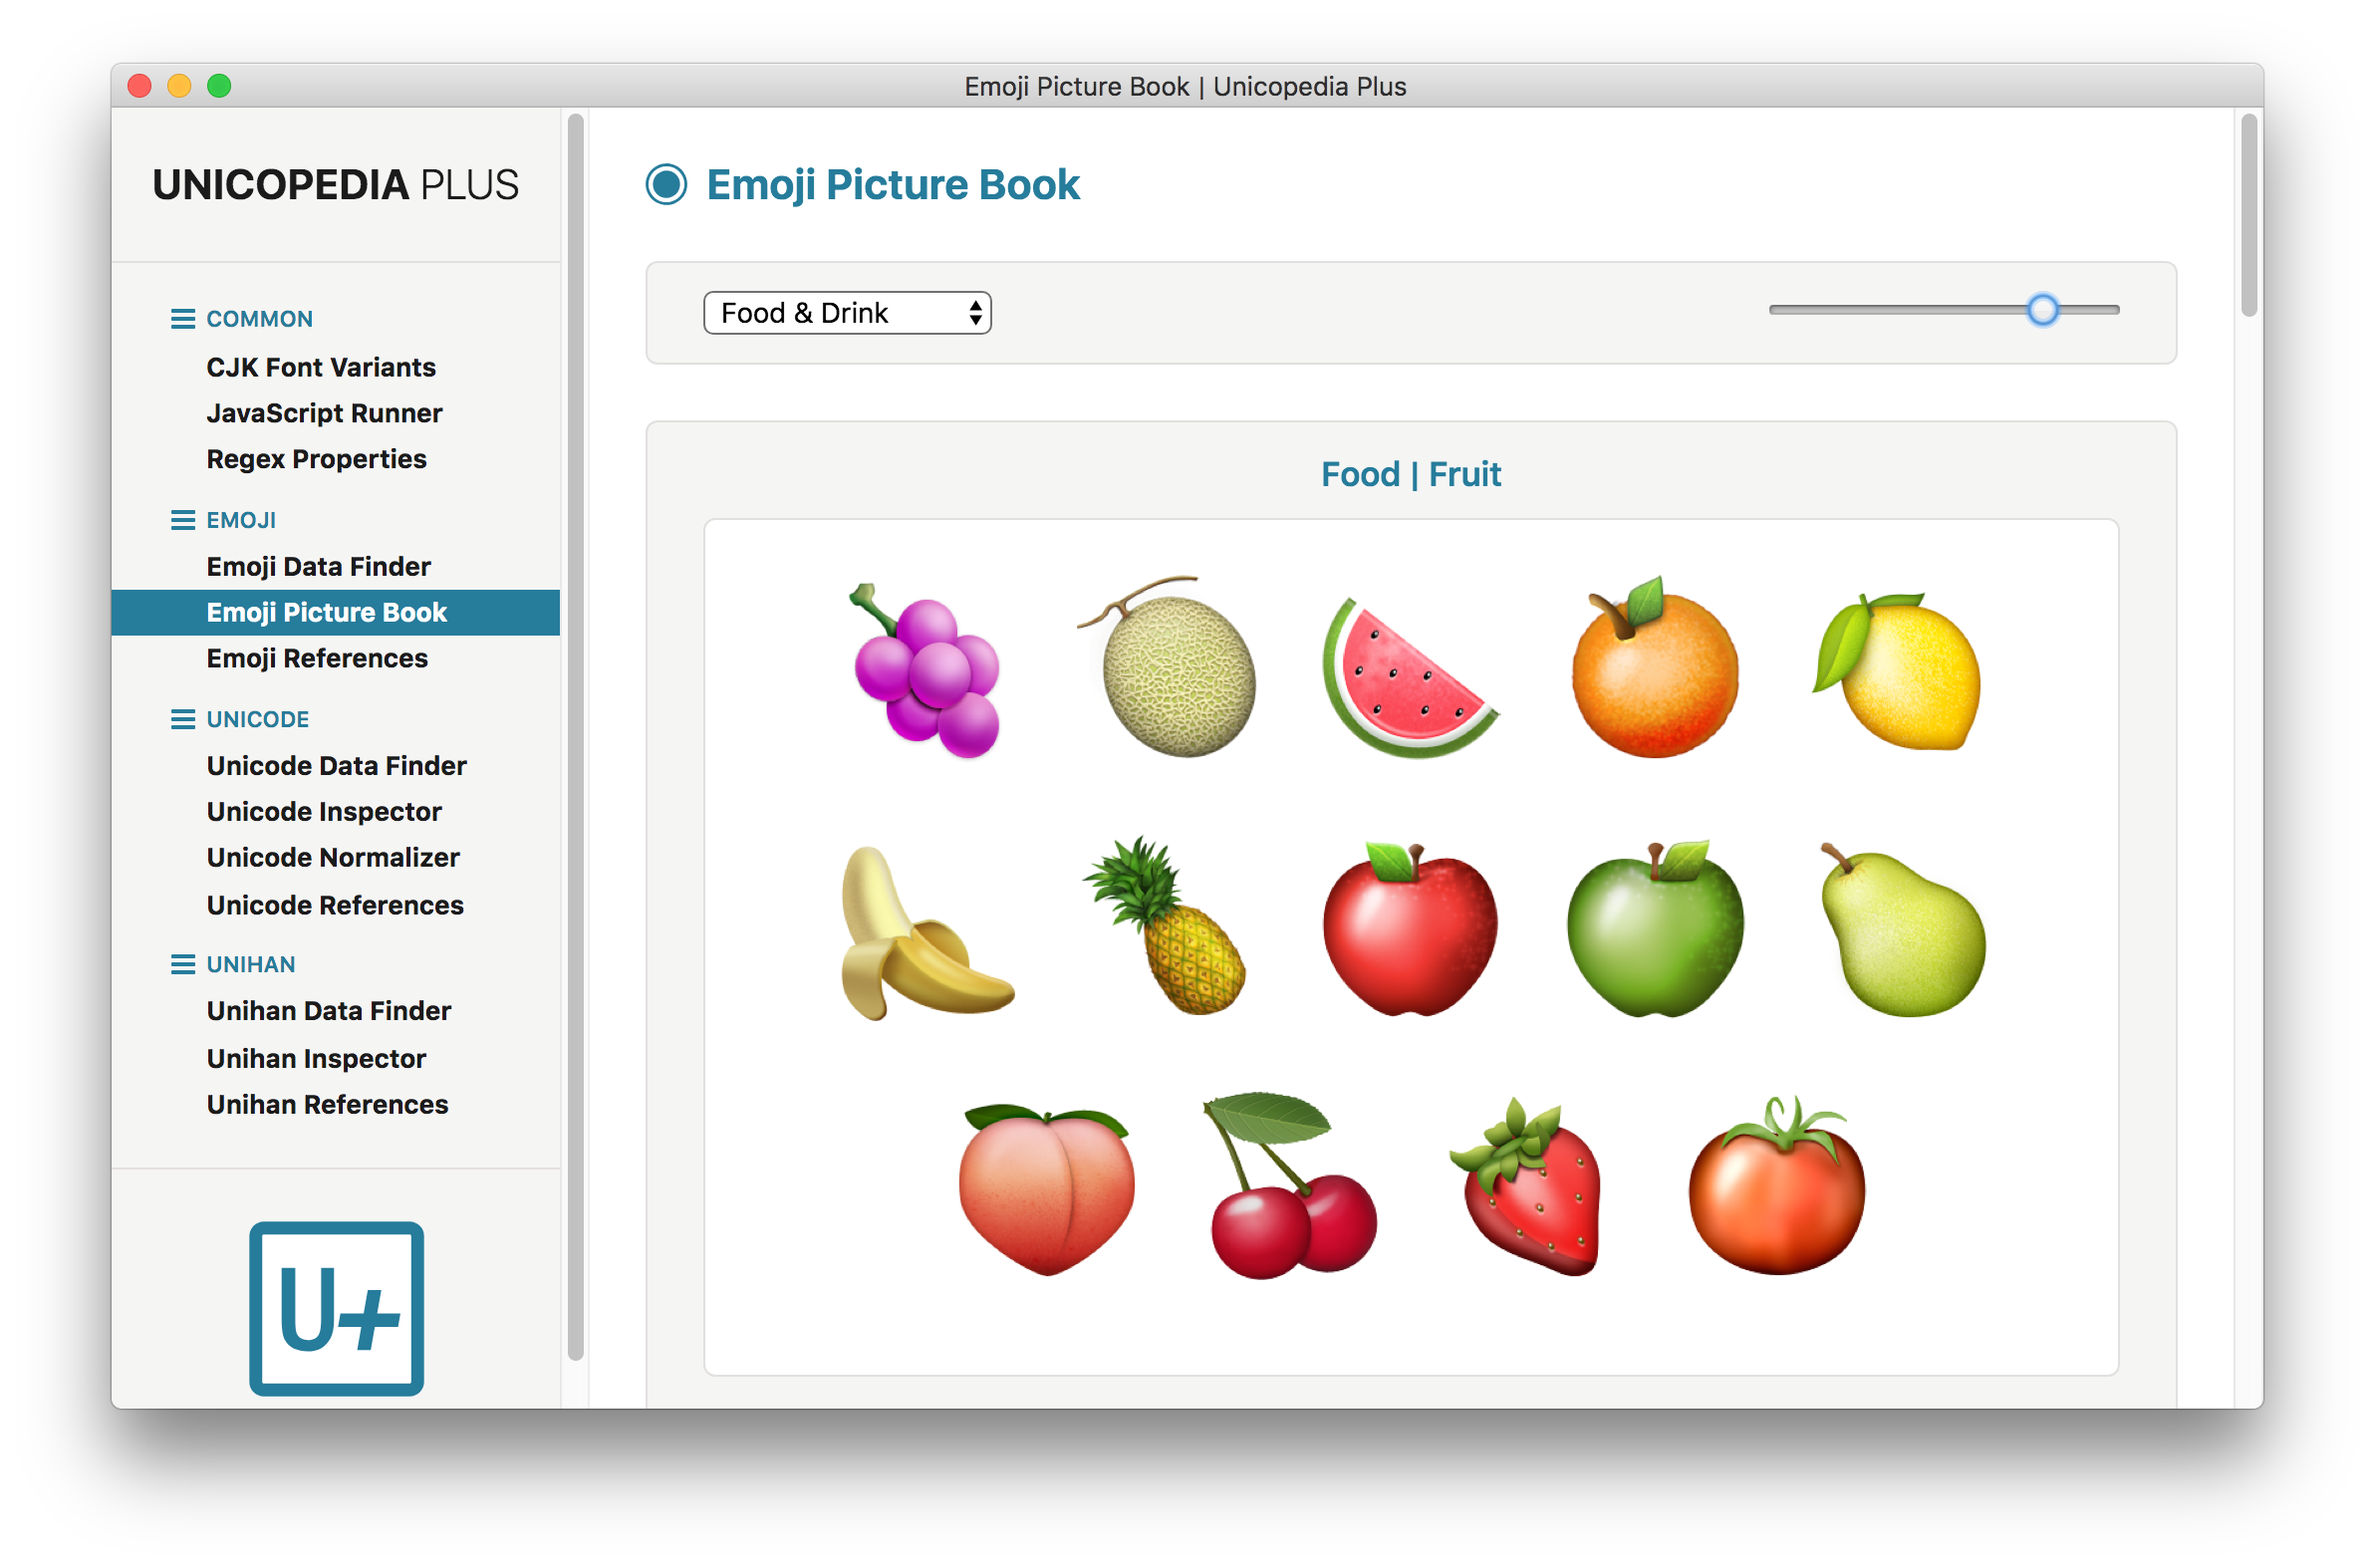 Emoji Picture Book | Unicopedia Plus
UNICOPEDIA PLUS
COMMON
CJK Font Variants
JavaScript Runner
Regex Properties
EMOJI
Emoji Data Finder
Emoji Picture Book
Emoji References
UNICODE
Unicode Data Finder
Unicode Inspector
Unicode Normalizer
Unicode References
UNIHAN
Unihan Data Finder
Unihan Inspector
Unihan References
U+
Emoji Picture Book
Food & Drink
Food | Fruit